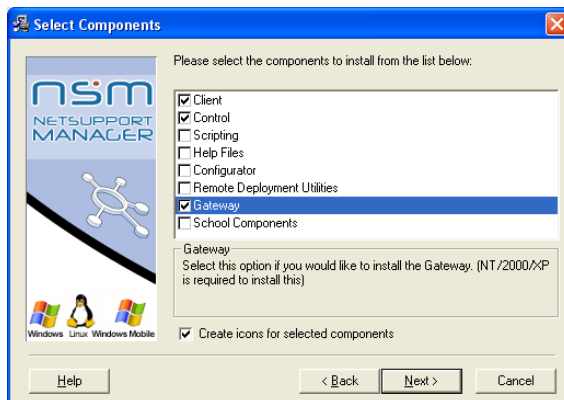 Select Components
Please select the components to install from the list below:
nsm
NETSUPPORT
MANAGER
Client
Control
Scripting
Help Files
Configurator
Remote Deployment Utilities
Gateway
School Components
Gateway
Select this option if you would like to install the Gateway. (NT/2000/XP
is required to install this)
Windows Linux Windows Mobile
Create icons for selected components
Help
< Back
Next >
Cancel